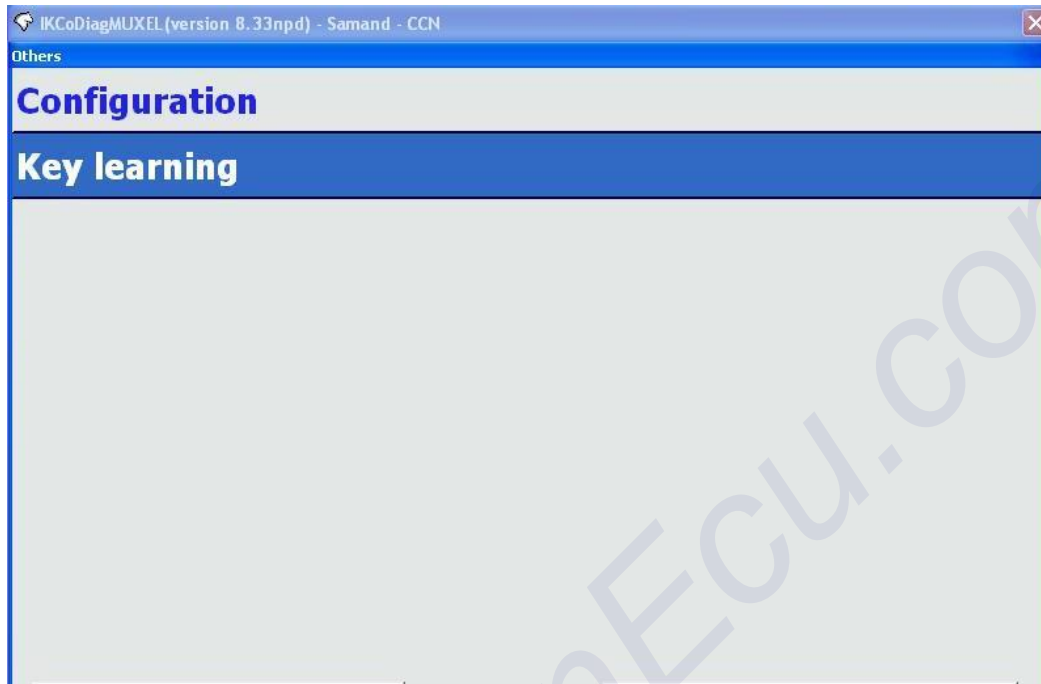 IKCoDiagMUXEL(version 8.33npd) - Samand - CCN
Others
Configuration
Key learning